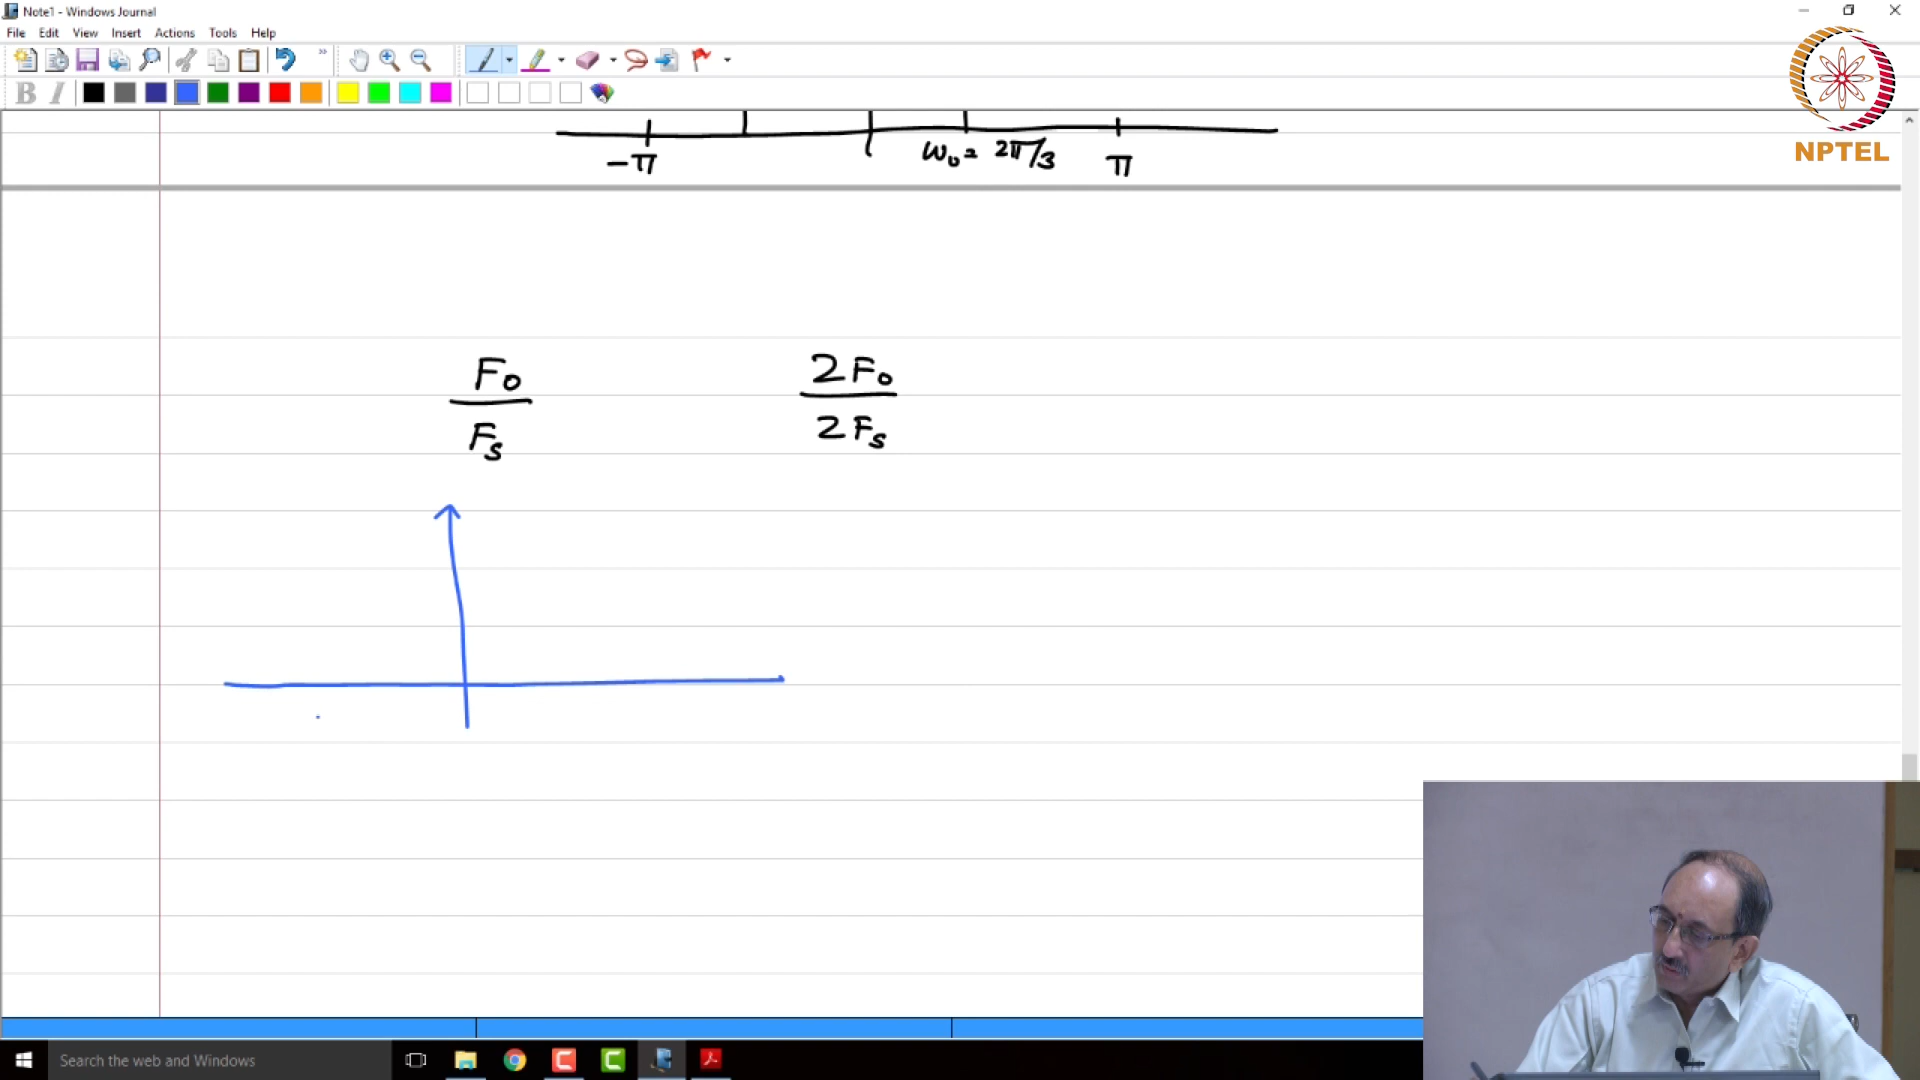 Note1 - Windows Journal
File Edit View Insert Actions Tools Help
B I
NPTEL
-π ω₀= 2π/3 π
F₀ 2F₀
Fₛ 2Fₛ
Search the web and Windows